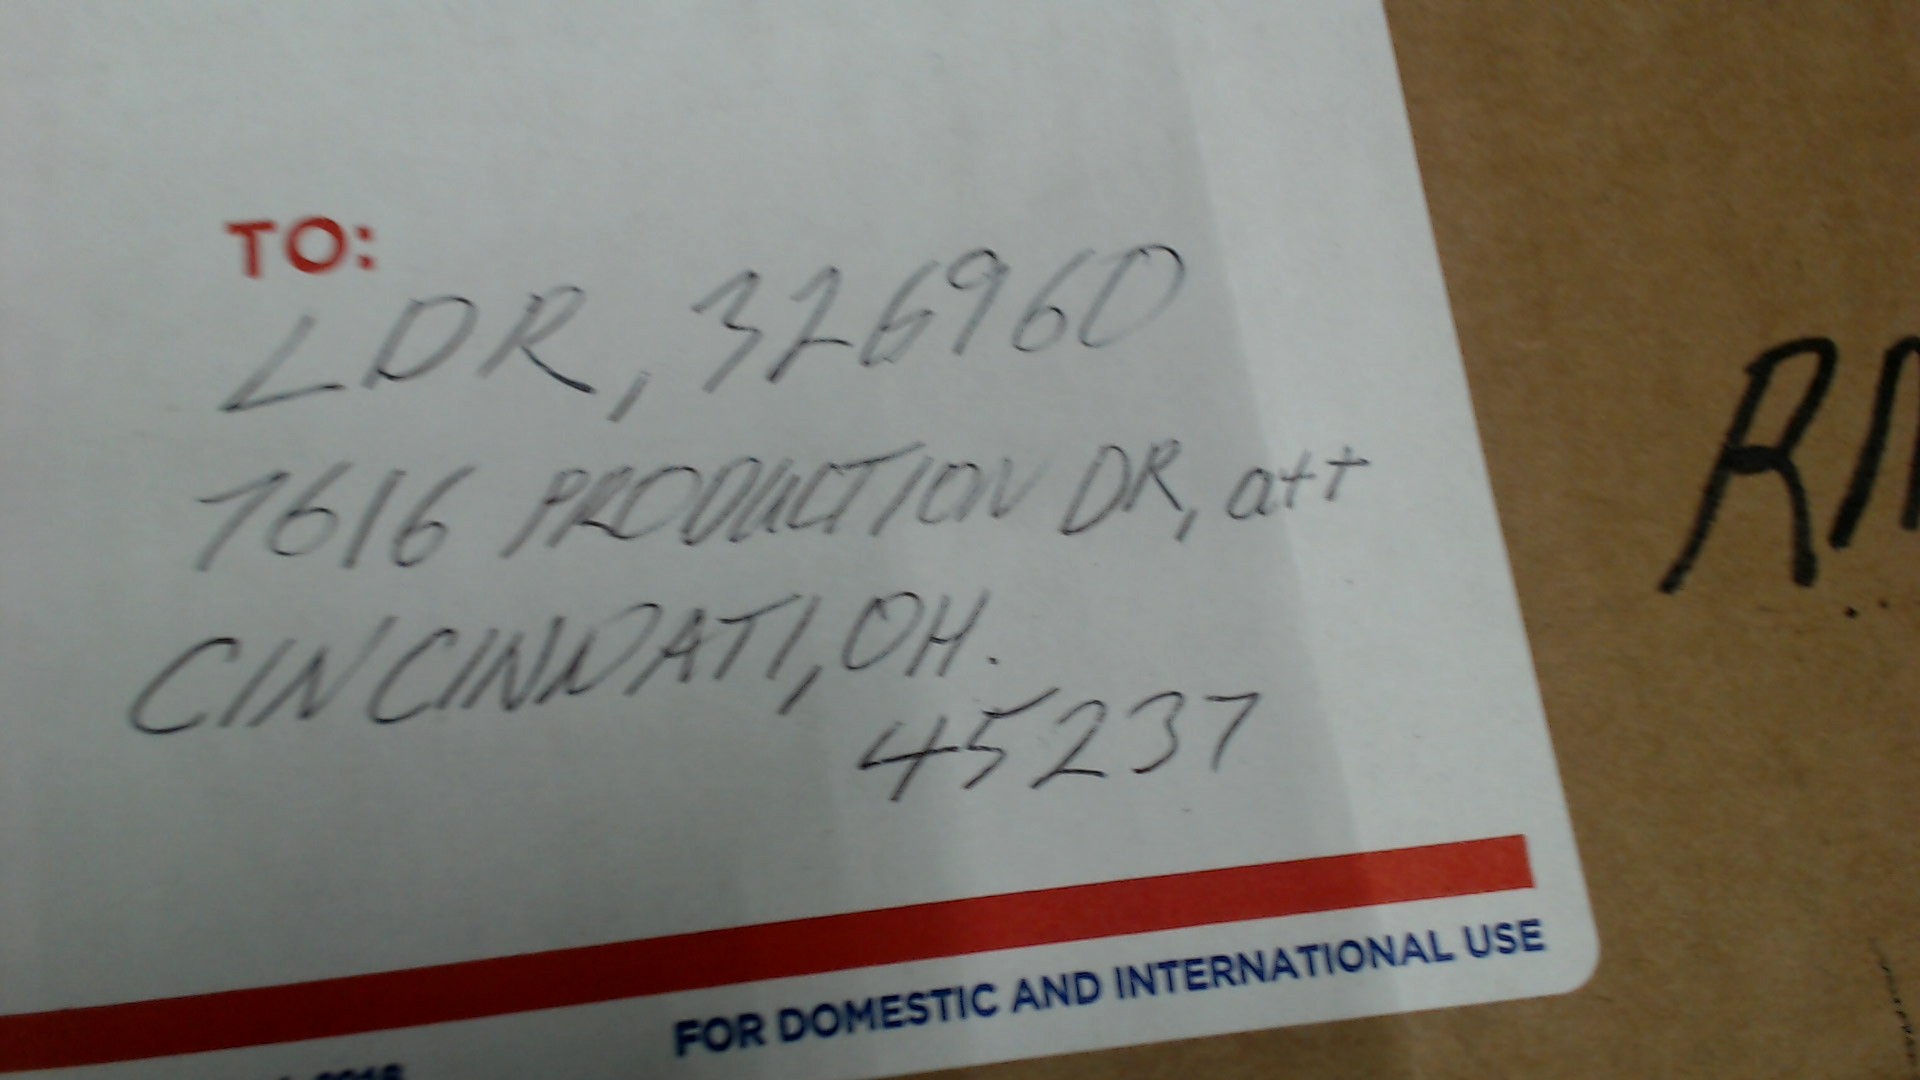 TO:
LDR, 326960
7616 PRODUCTION DR, att
CINCINNATI, OH.
45237
FOR DOMESTIC AND INTERNATIONAL USE